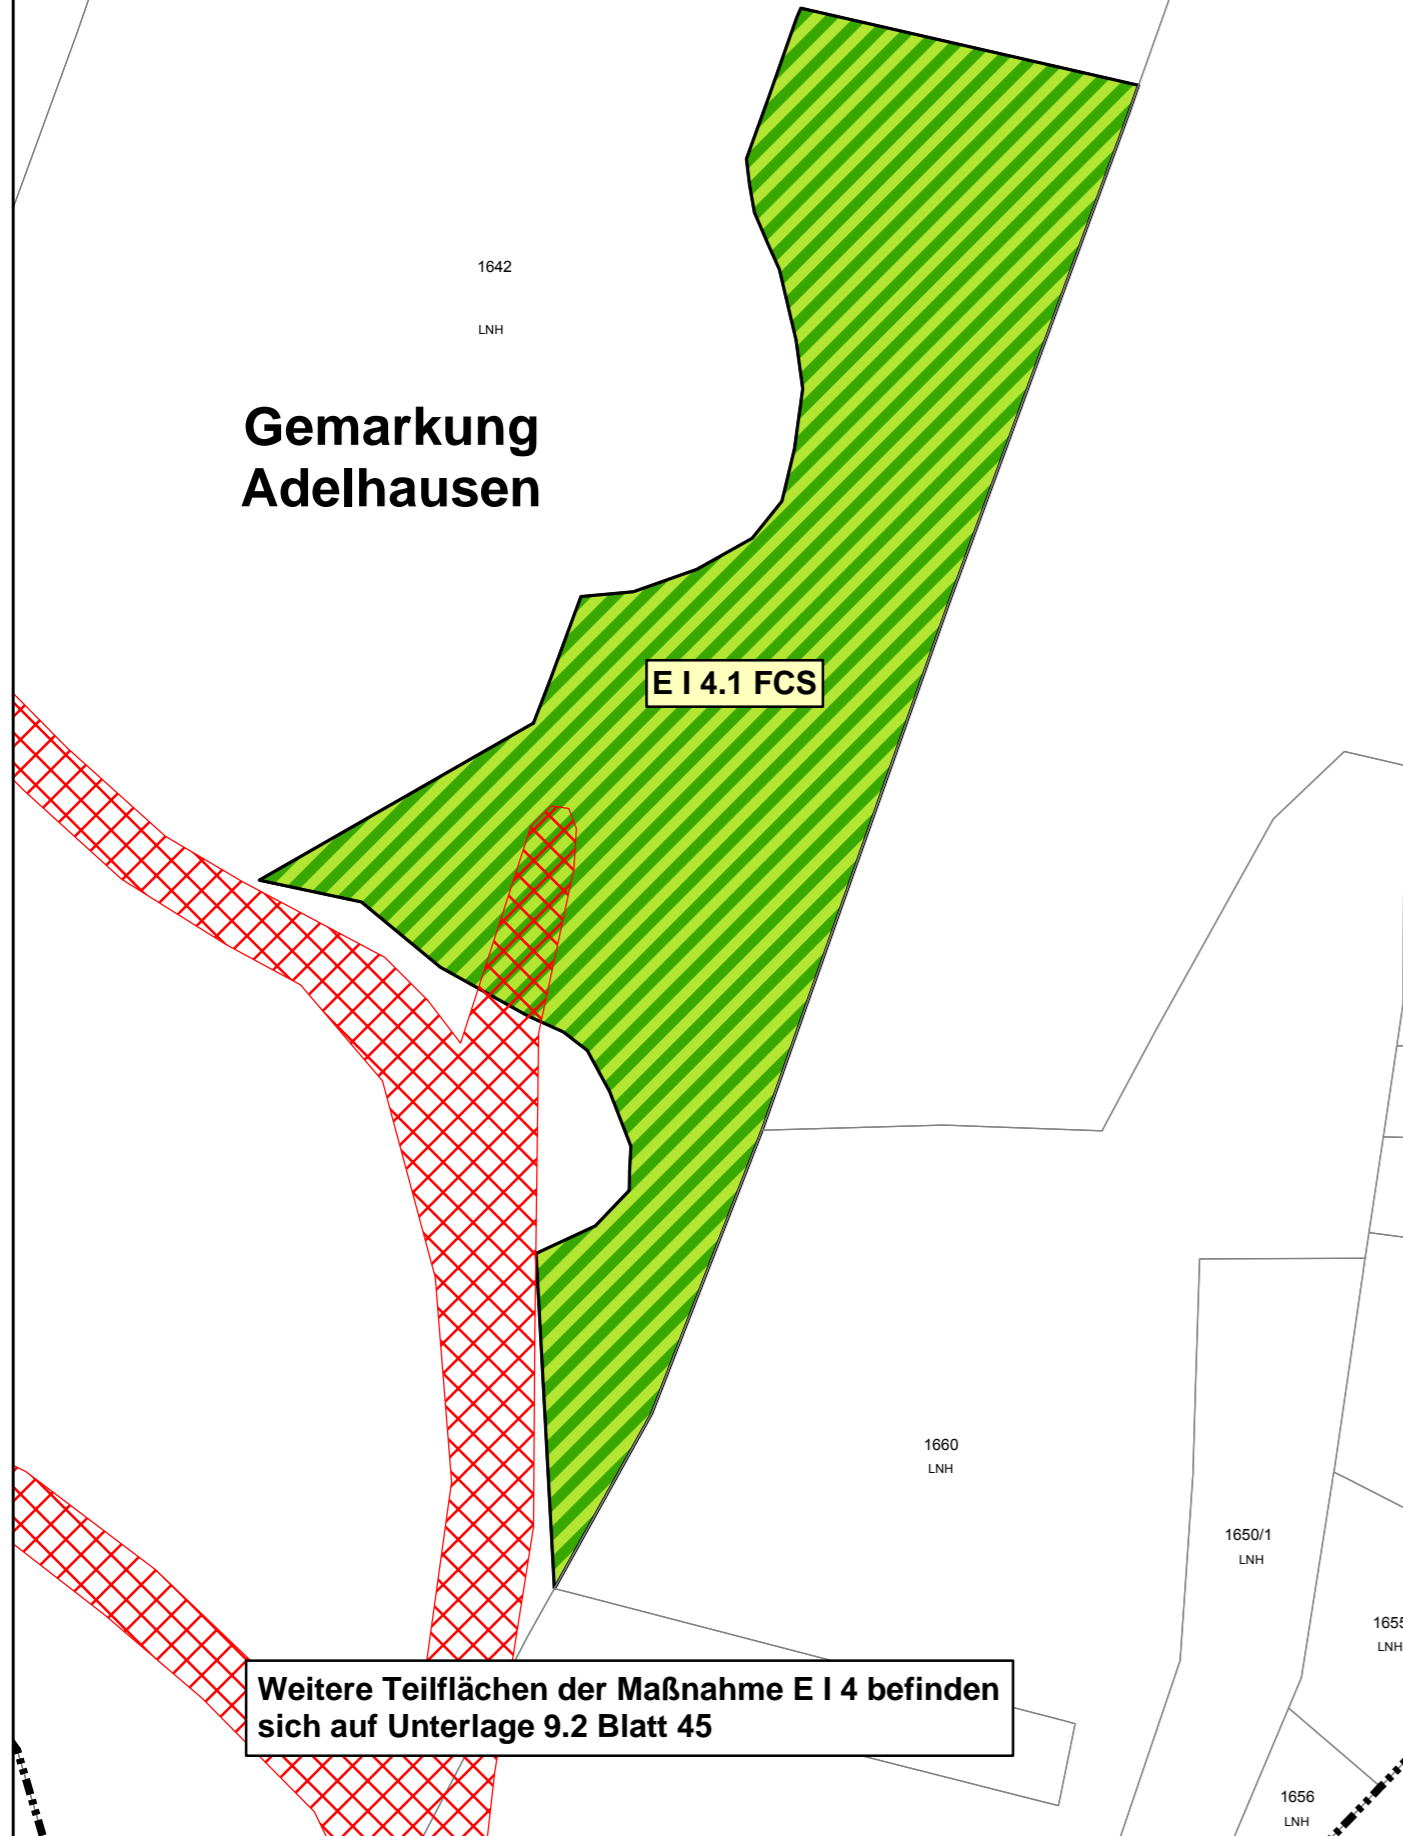 1642
LNH
Gemarkung
Adelhausen
E I 4.1 FCS
1660
LNH
1650/1
LNH
1655
LNH
Weitere Teilflächen der Maßnahme E I 4 befinden
sich auf Unterlage 9.2 Blatt 45
1656
LNH